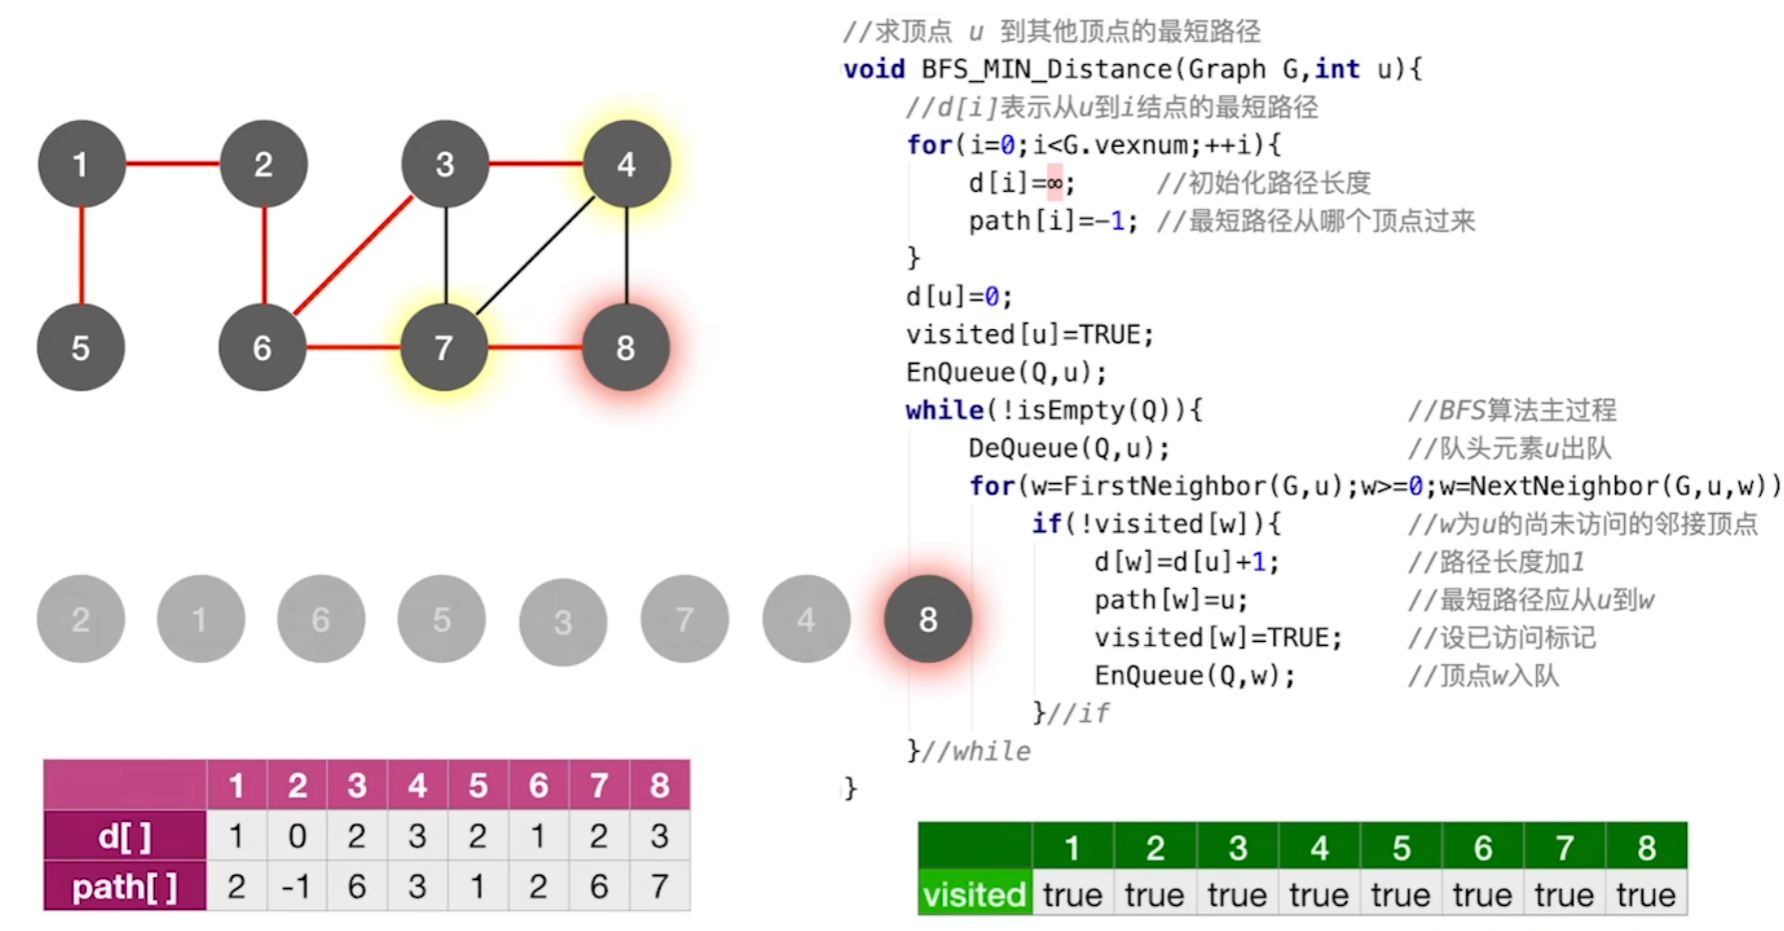 1 2 3 4
5 6 7 8
2 1 6 5 3 7 4 8
1 2 3 4 5 6 7 8
d[ ] 1 0 2 3 2 1 2 3
path[ ] 2 -1 6 3 1 2 6 7
//求顶点 u 到其他顶点的最短路径
void BFS_MIN_Distance(Graph G,int u){
//d[i]表示从u到i结点的最短路径
for(i=0;i<G.vexnum;++i){
d[i]=∞; //初始化路径长度
path[i]=-1; //最短路径从哪个顶点过来
}
d[u]=0;
visited[u]=TRUE;
EnQueue(Q,u);
while(!isEmpty(Q)){ //BFS算法主过程
DeQueue(Q,u); //队头元素u出队
for(w=FirstNeighbor(G,u);w>=0;w=NextNeighbor(G,u,w))
if(!visited[w]){ //w为u的尚未访问的邻接顶点
d[w]=d[u]+1; //路径长度加1
path[w]=u; //最短路径应从u到w
visited[w]=TRUE; //设已访问标记
EnQueue(Q,w); //顶点w入队
}//if
}//while
}
1 2 3 4 5 6 7 8
visited true true true true true true true true